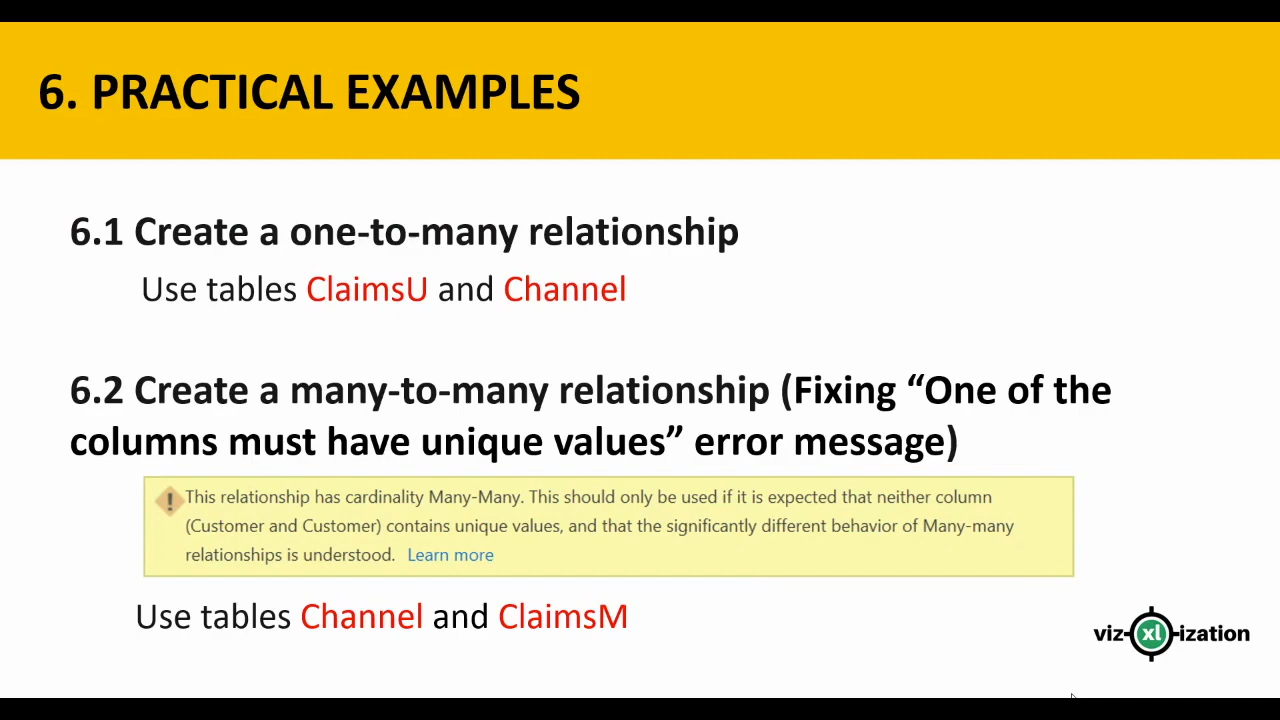 6. PRACTICAL EXAMPLES
6.1 Create a one-to-many relationship
Use tables ClaimsU and Channel
6.2 Create a many-to-many relationship (Fixing “One of the
columns must have unique values” error message)
This relationship has cardinality Many-Many. This should only be used if it is expected that neither column
(Customer and Customer) contains unique values, and that the significantly different behavior of Many-many
relationships is understood. Learn more
Use tables Channel and ClaimsM
viz xl ization